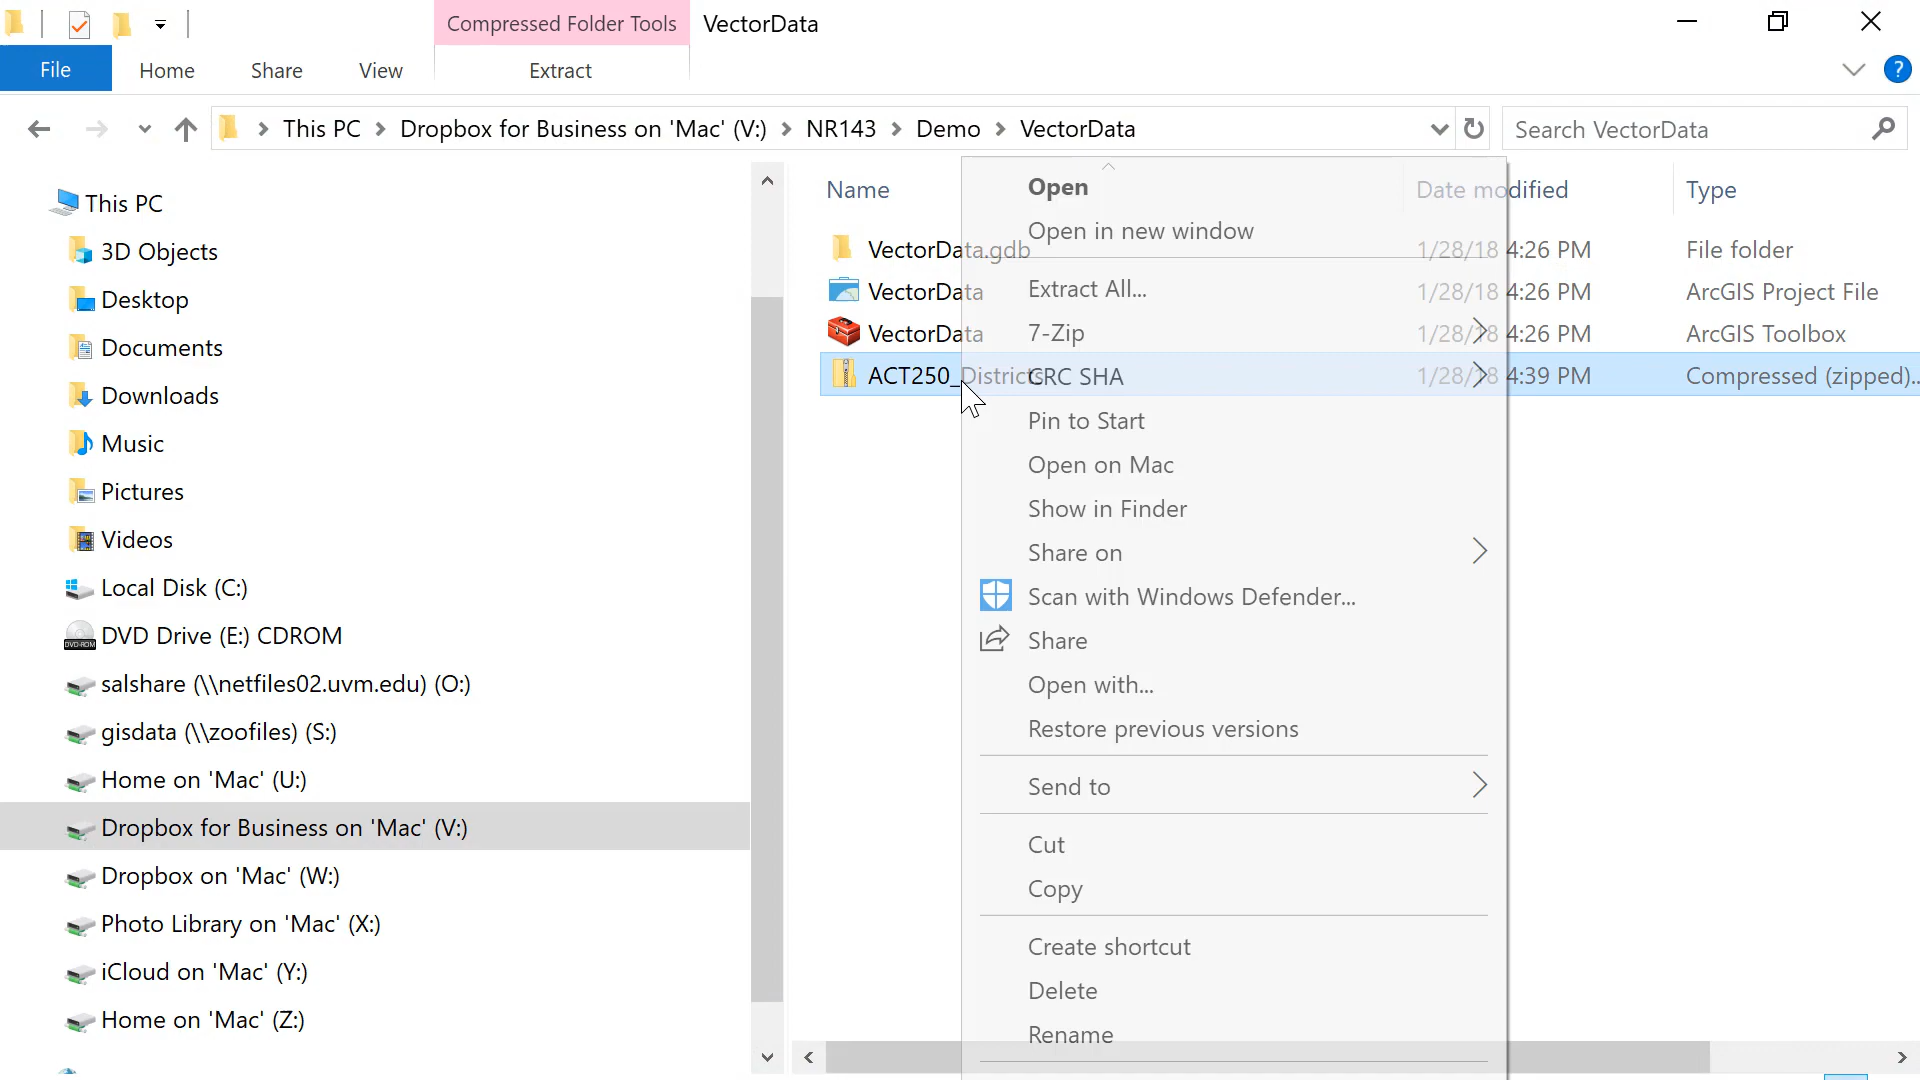 Compressed Folder Tools
VectorData
File
Home
Share
View
Extract
?
This PC
Dropbox for Business on 'Mac' (V:)
NR143
Demo
VectorData
Search VectorData
This PC
3D Objects
Desktop
Documents
Downloads
Music
Pictures
Videos
Local Disk (C:)
DVD-ROM
DVD Drive (E:) CDROM
salshare (\\netfiles02.uvm.edu) (O:)
gisdata (\\zoofiles) (S:)
Home on 'Mac' (U:)
Dropbox for Business on 'Mac' (V:)
Dropbox on 'Mac' (W:)
Photo Library on 'Mac' (X:)
iCloud on 'Mac' (Y:)
Home on 'Mac' (Z:)
Name
Date modified
Type
VectorData.gdb
1/28/18 4:26 PM
File folder
VectorData
1/28/18 4:26 PM
ArcGIS Project File
VectorData
1/28/18 4:26 PM
ArcGIS Toolbox
ACT250_Districts
1/28/18 4:39 PM
Compressed (zipped)...
Open
Open in new window
Extract All...
7-Zip
CRC SHA
Pin to Start
Open on Mac
Show in Finder
Share on
Scan with Windows Defender...
Share
Open with...
Restore previous versions
Send to
Cut
Copy
Create shortcut
Delete
Rename